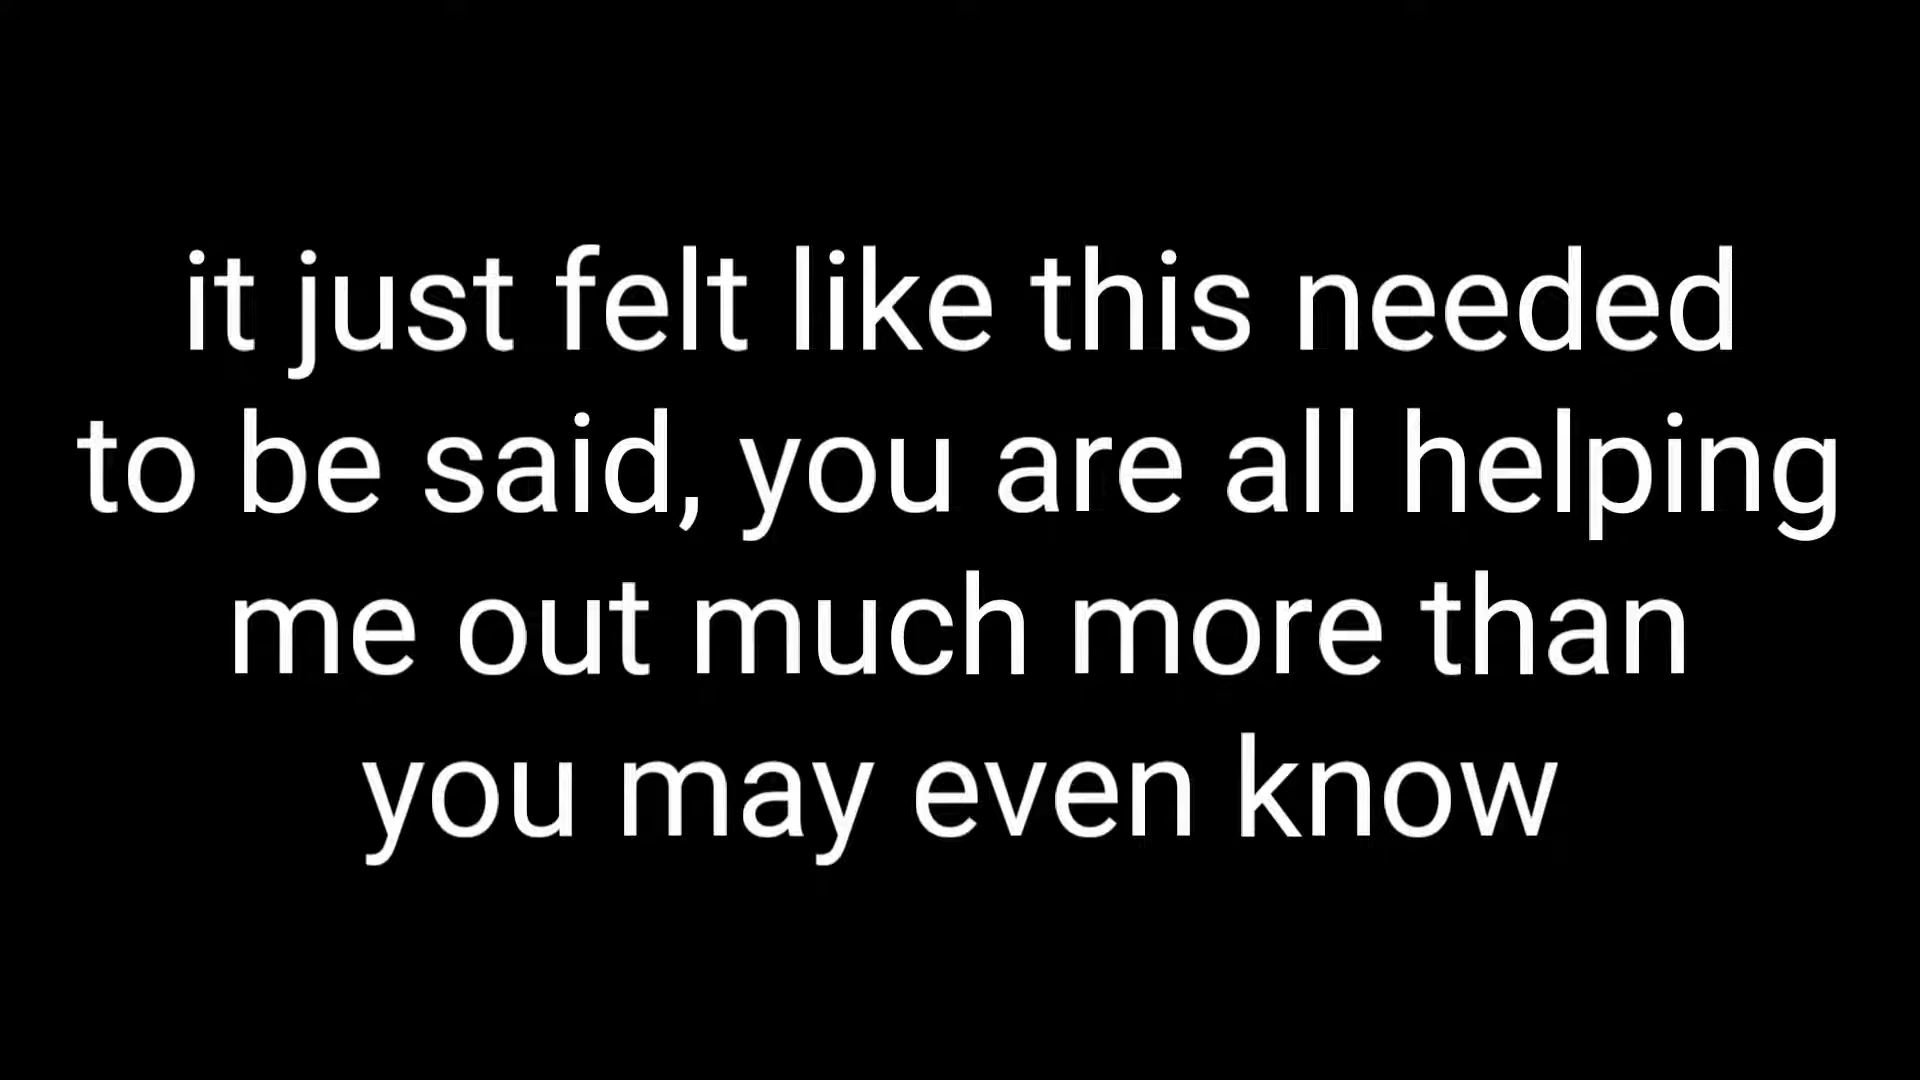 it just felt like this needed
to be said, you are all helping
me out much more than
you may even know